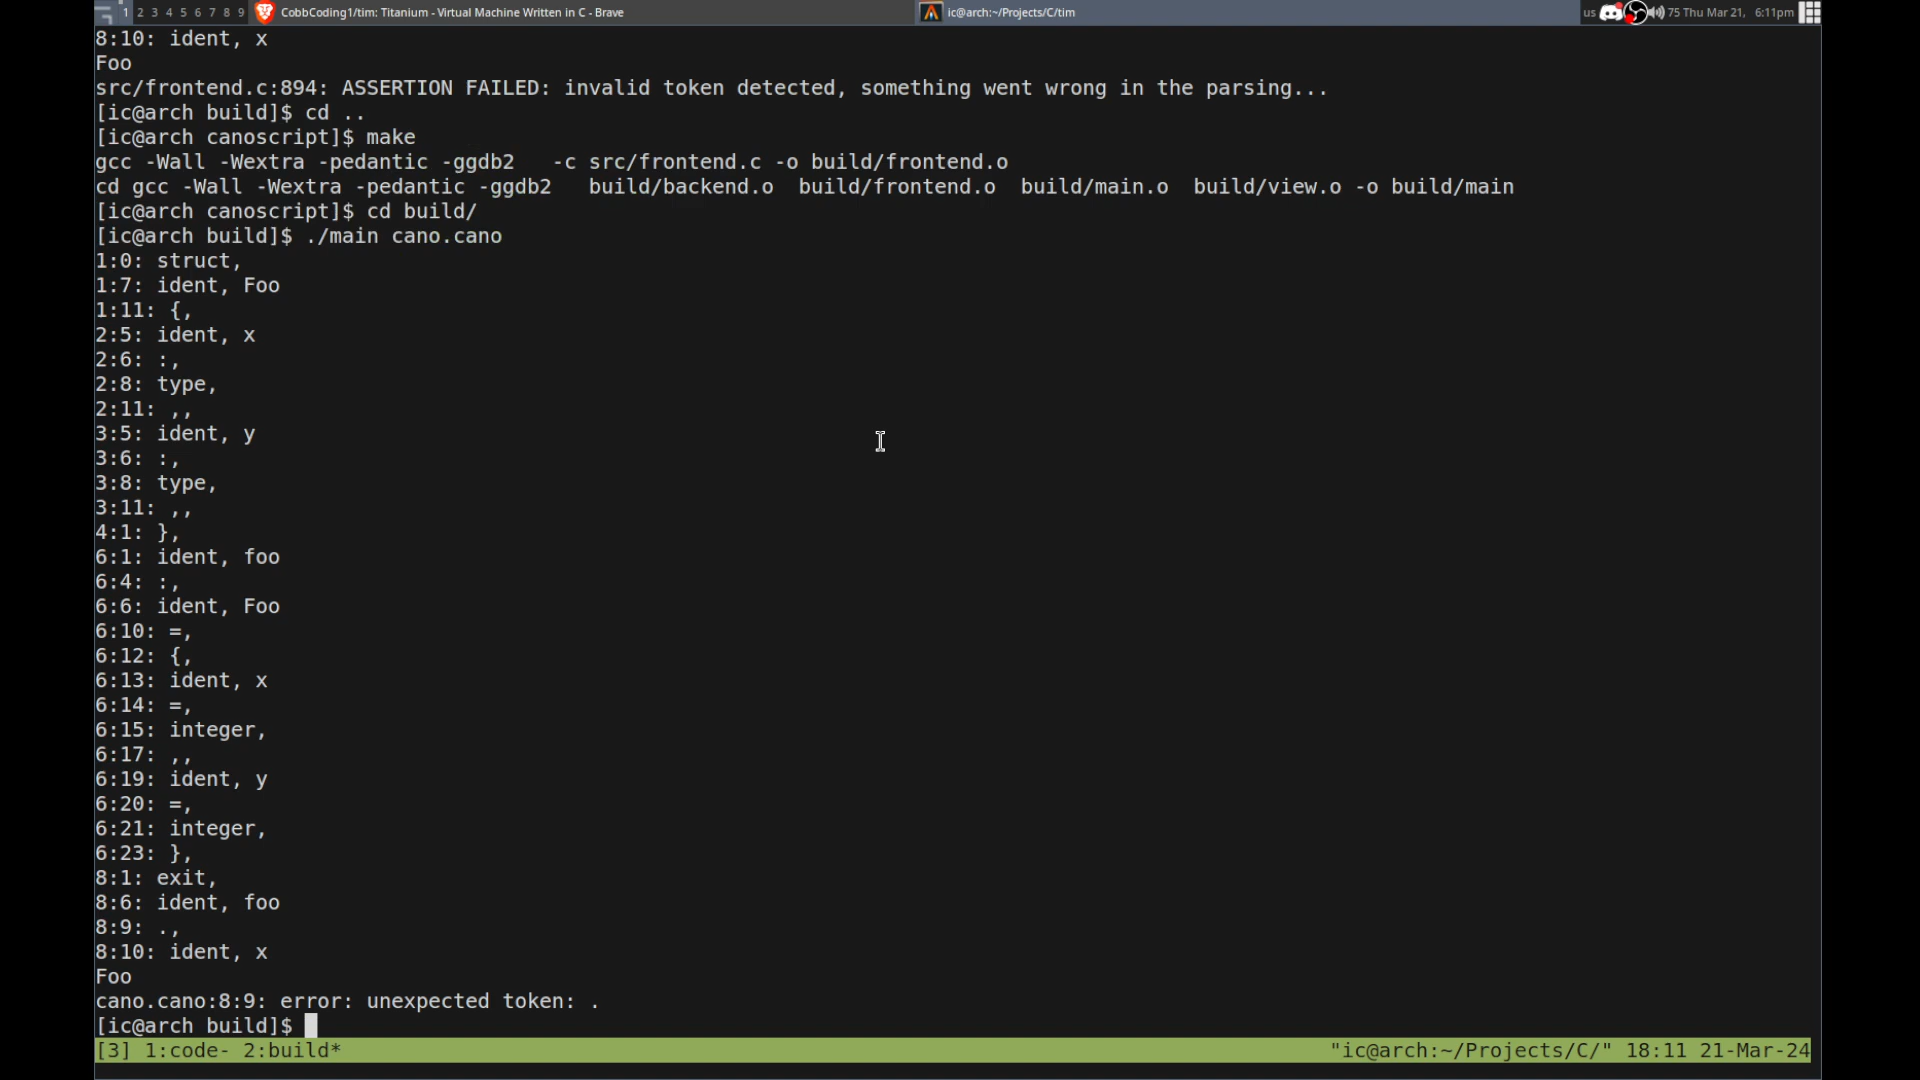 1 2 3 4 5 6 7 8 9 CobbCoding1/tim: Titanium - Virtual Machine Written in C - Brave ic@arch:~/Projects/C/tim us 75 Thu Mar 21, 6:11pm
8:10: ident, x
Foo
src/frontend.c:894: ASSERTION FAILED: invalid token detected, something went wrong in the parsing...
[ic@arch build]$ cd ..
[ic@arch canoscript]$ make
gcc -Wall -Wextra -pedantic -ggdb2   -c src/frontend.c -o build/frontend.o
cd gcc -Wall -Wextra -pedantic -ggdb2   build/backend.o  build/frontend.o  build/main.o  build/view.o -o build/main
[ic@arch canoscript]$ cd build/
[ic@arch build]$ ./main cano.cano
1:0: struct,
1:7: ident, Foo
1:11: {,
2:5: ident, x
2:6: :,
2:8: type,
2:11: ,,
3:5: ident, y
3:6: :,
3:8: type,
3:11: ,,
4:1: },
6:1: ident, foo
6:4: :,
6:6: ident, Foo
6:10: =,
6:12: {,
6:13: ident, x
6:14: =,
6:15: integer,
6:17: ,,
6:19: ident, y
6:20: =,
6:21: integer,
6:23: },
8:1: exit,
8:6: ident, foo
8:9: .,
8:10: ident, x
Foo
cano.cano:8:9: error: unexpected token: .
[ic@arch build]$
[3] 1:code- 2:build* "ic@arch:~/Projects/C/" 18:11 21-Mar-24